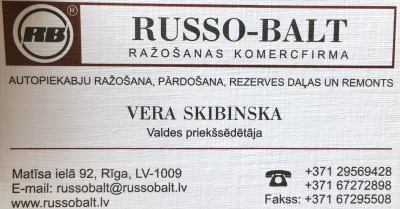 RB ®
RUSSO-BALT
RAŽOŠANAS KOMERCFIRMA
AUTOPIEKABJU RAŽOŠANA, PĀRDOŠANA, REZERVES DAĻAS UN REMONTS
VERA SKIBINSKA
Valdes priekšsēdētāja
Matīsa ielā 92, Rīga, LV-1009
E-mail: russobalt@russobalt.lv
www.russobalt.lv
+371 29569428
+371 67272898
Fakss: +371 67295508